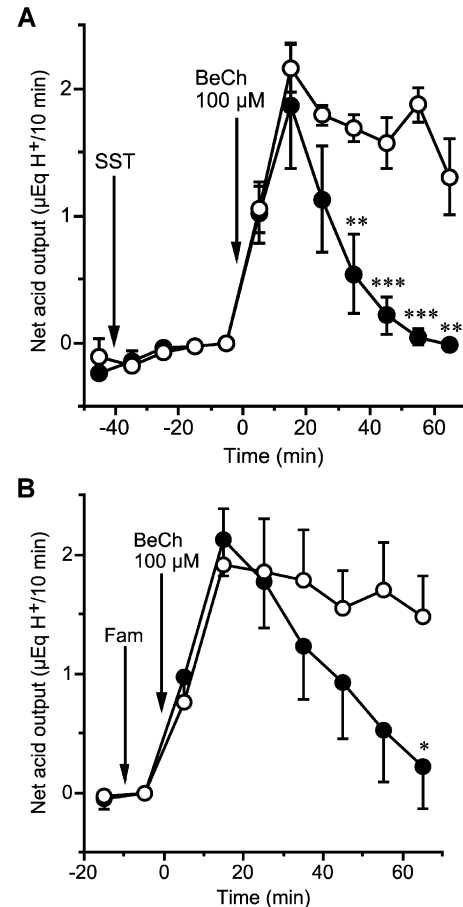 A
Net acid output (µEq H+/10 min)
2
1
0
SST
BeCh
100 µM
**
***
***
**
-40
-20
0
20
40
60
Time (min)
B
Net acid output (µEq H+/10 min)
2
1
0
Fam
BeCh
100 µM
*
-20
0
20
40
60
Time (min)